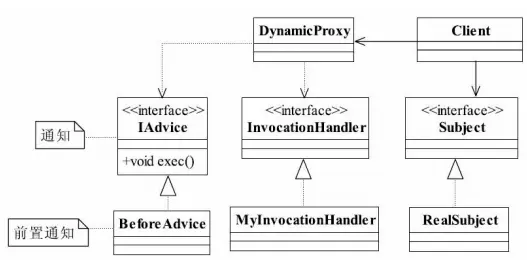 DynamicProxy
Client
<<interface>>
IAdvice
+void exec()
<<interface>>
InvocationHandler
<<interface>>
Subject
通知
BeforeAdvice
MyInvocationHandler
RealSubject
前置通知